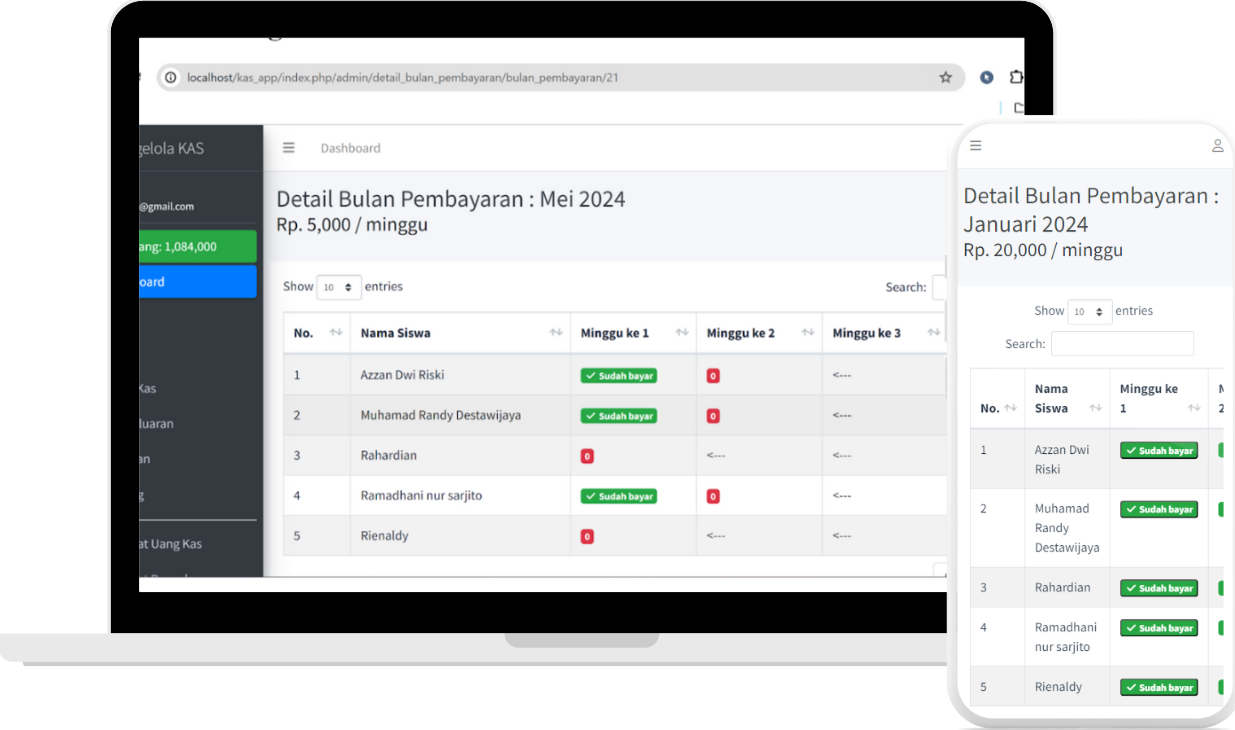 localhost/kas_app/index.php/admin/detail_bulan_pembayaran/bulan_pembayaran/21
gelola KAS
Dashboard
@gmail.com
ang: 1,084,000
oard
Kas
luaran
an
g
at Uang Kas
Detail Bulan Pembayaran : Mei 2024
Rp. 5,000 / minggu
Show 10 entries
Search:
No. Nama Siswa Minggu ke 1 Minggu ke 2 Minggu ke 3
1 Azzan Dwi Riski Sudah bayar 0 <---
2 Muhamad Randy Destawijaya Sudah bayar 0 <---
3 Rahardian 0 <--- <---
4 Ramadhani nur sarjito Sudah bayar 0 <---
5 Rienaldy 0 <--- <---
Detail Bulan Pembayaran :
Januari 2024
Rp. 20,000 / minggu
Show 10 entries
Search:
No. Nama Siswa Minggu ke 1 2
1 Azzan Dwi Riski Sudah bayar
2 Muhamad Randy Destawijaya Sudah bayar
3 Rahardian Sudah bayar
4 Ramadhani nur sarjito Sudah bayar
5 Rienaldy Sudah bayar